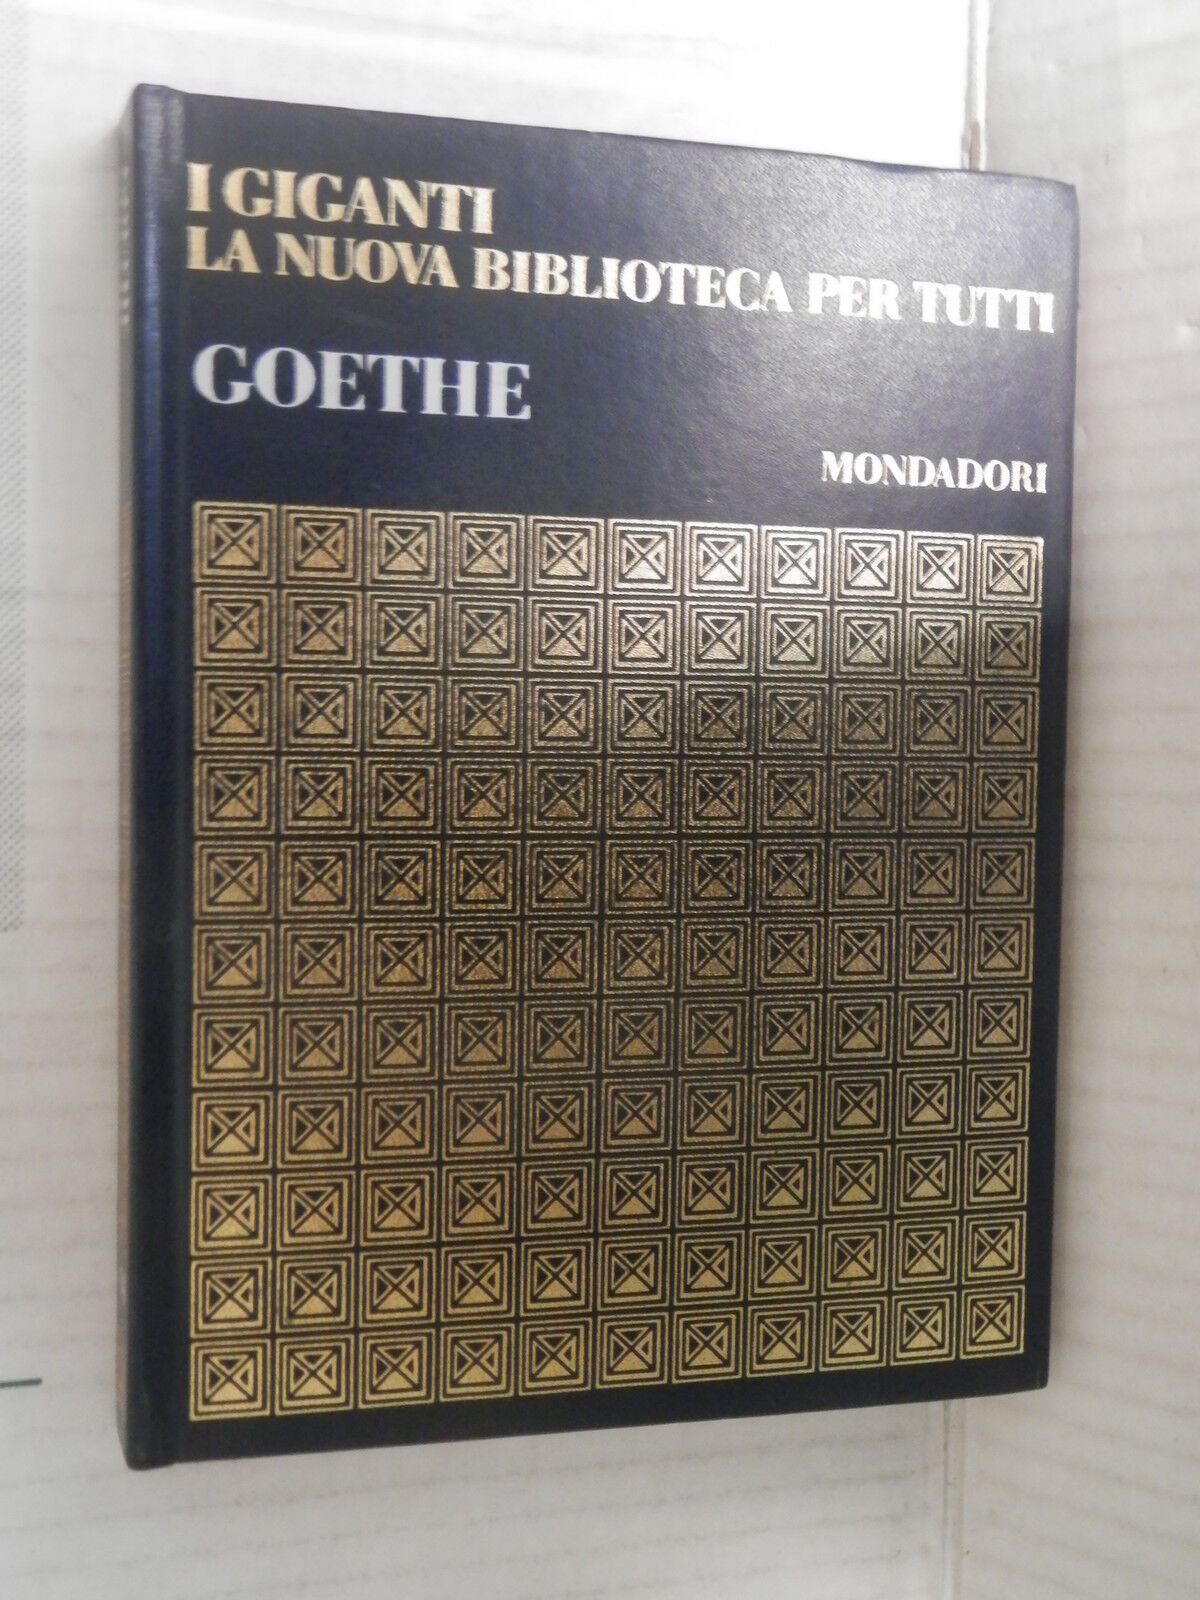 I GIGANTI
LA NUOVA BIBLIOTECA PER TUTTI
GOETHE
MONDADORI